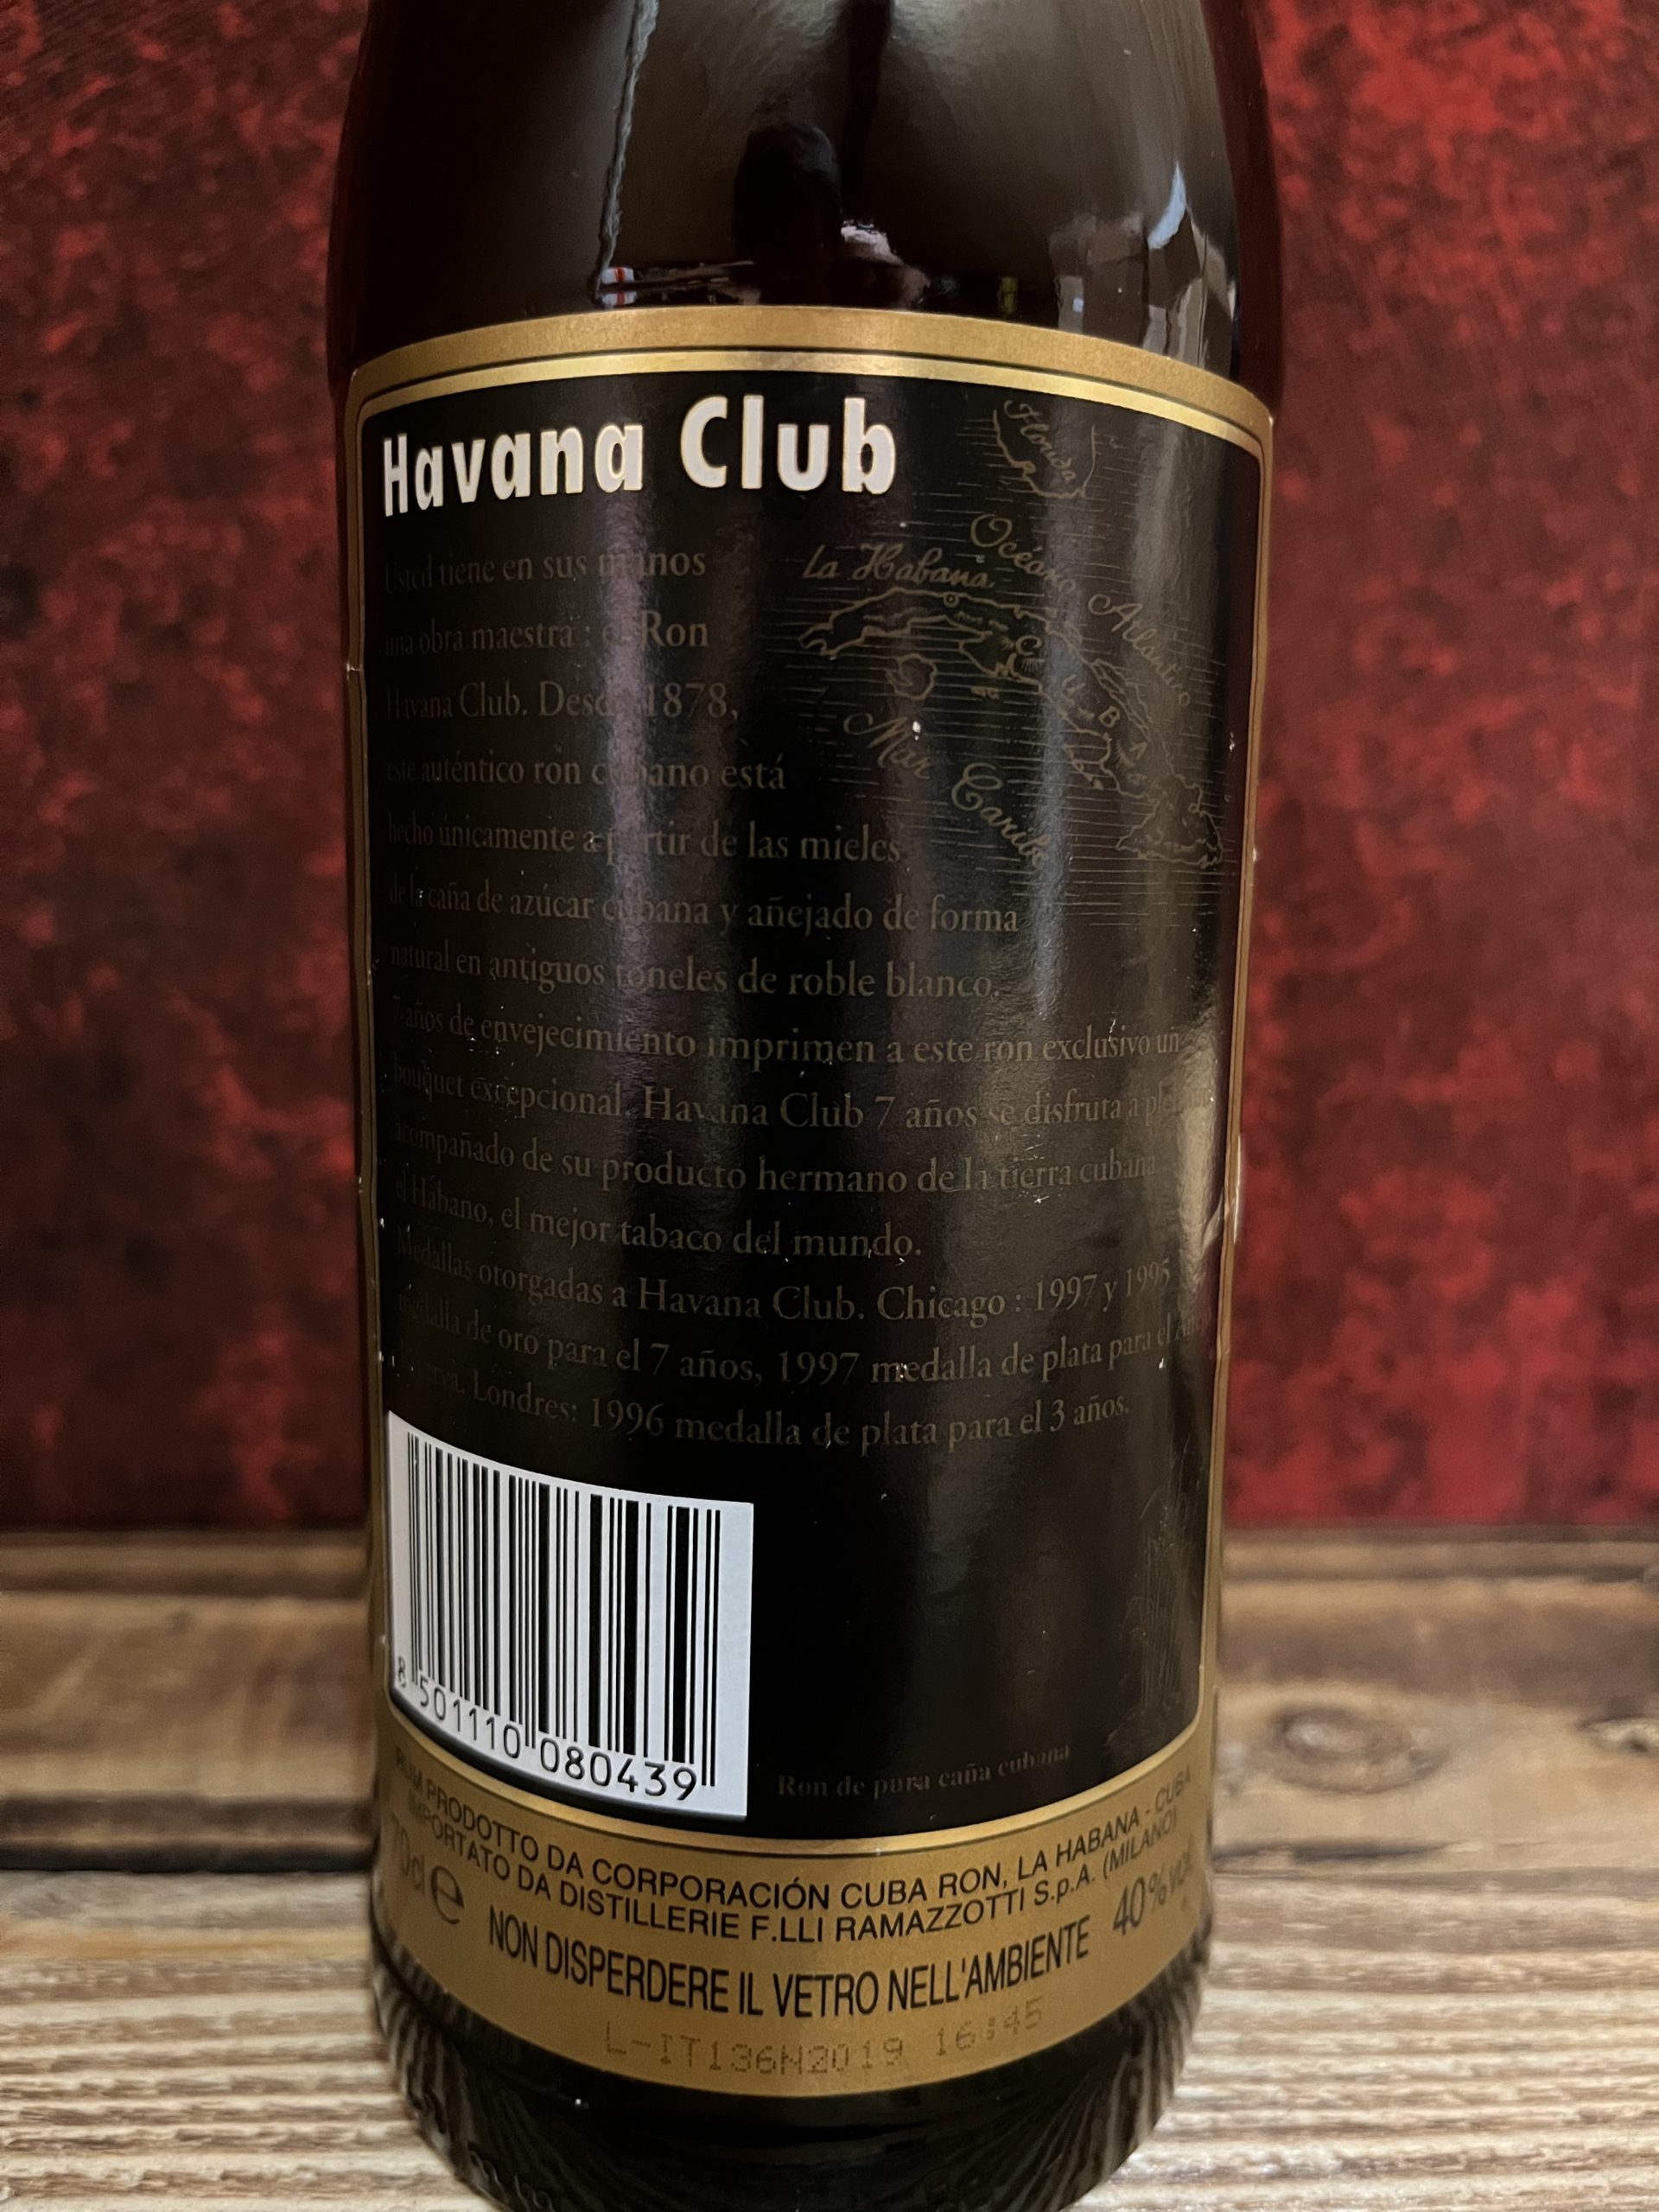 Havana Club
Florida
Océano Atlántico
La Habana
CUBA
Mar Caribe
Usted tiene en sus manos
una obra maestra : el Ron
Havana Club. Desde 1878,
este auténtico ron cubano está
hecho únicamente a partir de las mieles
de la caña de azúcar cubana y añejado de forma
natural en antiguos toneles de roble blanco.
7 años de envejecimiento imprimen a este ron exclusivo un
bouquet excepcional. Havana Club 7 años se disfruta a
acompañado de su producto hermano de la tierra cubana
el Habano, el mejor tabaco del mundo.
Medallas otorgadas a Havana Club. Chicago : 1997 y 1995
medalla de oro para el 7 años, 1997 medalla de plata para el
Londres: 1996 medalla de plata para el 3 años.
8 501110 080439
Ron de pura caña cubana
RUM PRODOTTO DA CORPORACIÓN CUBA RON, LA HABANA - CUBA
IMPORTATO DA DISTILLERIE F.LLI RAMAZZOTTI S.p.A. (MILANO)
70cl e
40% VOL
NON DISPERDERE IL VETRO NELL'AMBIENTE
L-IT136N2019 16:45